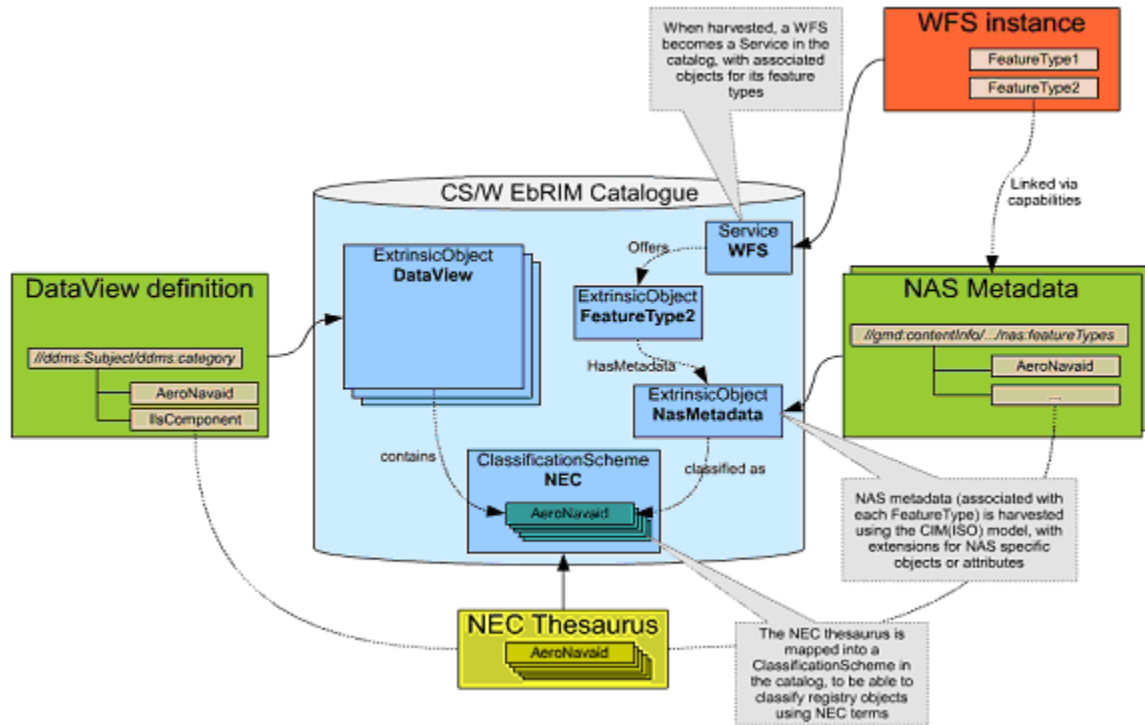 When harvested, a WFS
becomes a Service in the
catalog, with associated
objects for its feature
types
WFS instance
FeatureType1
FeatureType2
Linked via
capabilities
CS/W EbRIM Catalogue
Service
WFS
Offers
ExtrinsicObject
DataView
ExtrinsicObject
FeatureType2
HasMetadata
ExtrinsicObject
NasMetadata
contains
classified as
ClassificationScheme
NEC
AeroNavaid
DataView definition
//ddms:Subject/ddms:category
AeroNavaid
IlsComponent
NAS Metadata
//gmd:contentInfo/.../nas:featureTypes
AeroNavaid
...
NAS metadata (associated with
each FeatureType) is harvested
using the CIM(ISO) model, with
extensions for NAS specific
objects or attributes
NEC Thesaurus
AeroNavaid
The NEC thesaurus is
mapped into a
ClassificationScheme in
the catalog, to be able to
classify registry objects
using NEC terms